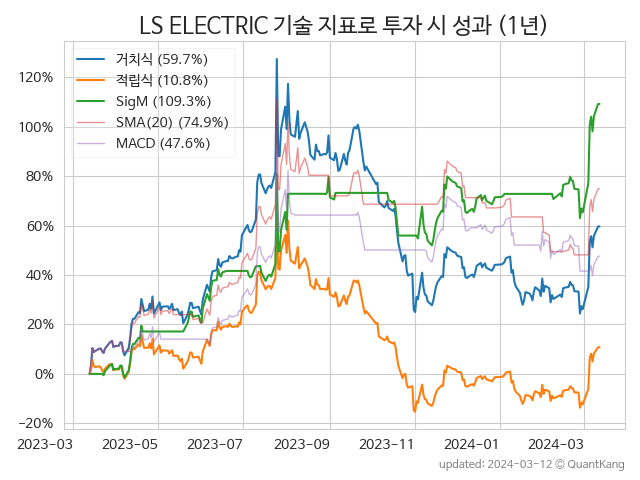 LS ELECTRIC 기술 지표로 투자 시 성과 (1년)
거치식 (59.7%)
적립식 (10.8%)
SigM (109.3%)
SMA(20) (74.9%)
MACD (47.6%)
120%
100%
80%
60%
40%
20%
0%
−20%
2023-03 2023-05 2023-07 2023-09 2023-11 2024-01 2024-03
updated: 2024-03-12 © QuantKang